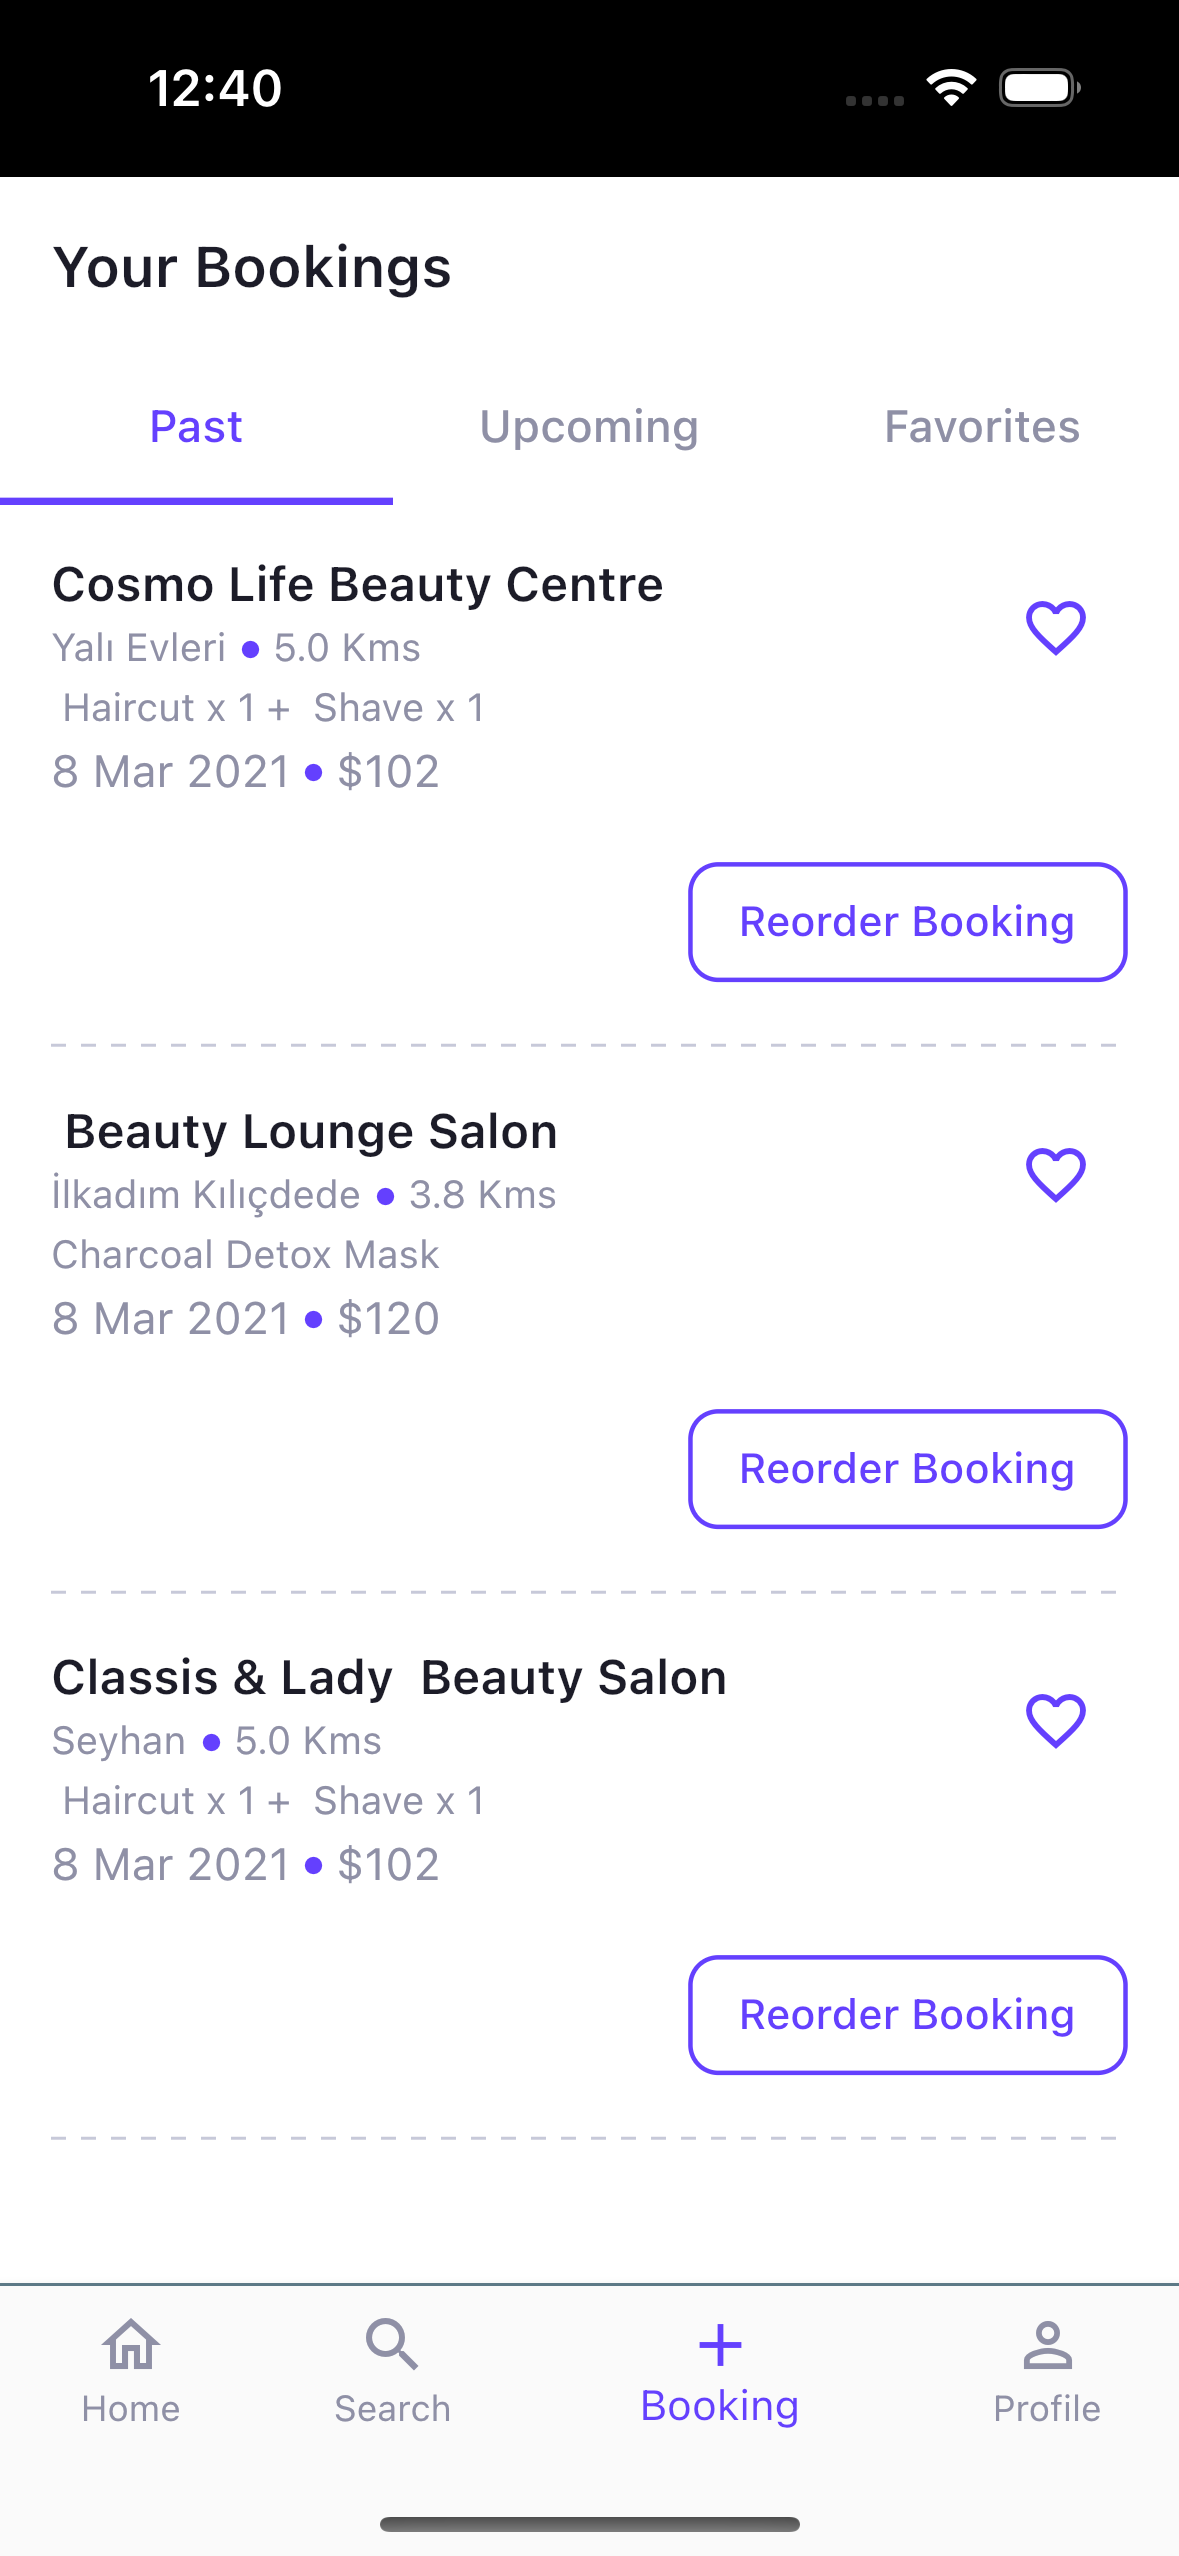 12:40
Your Bookings
Past Upcoming Favorites
Cosmo Life Beauty Centre
Yalı Evleri ● 5.0 Kms
Haircut x 1 + Shave x 1
8 Mar 2021 ● $102
Reorder Booking
Beauty Lounge Salon
İlkadım Kılıçdede ● 3.8 Kms
Charcoal Detox Mask
8 Mar 2021 ● $120
Reorder Booking
Classis & Lady  Beauty Salon
Seyhan ● 5.0 Kms
Haircut x 1 + Shave x 1
8 Mar 2021 ● $102
Reorder Booking
Home Search Booking Profile